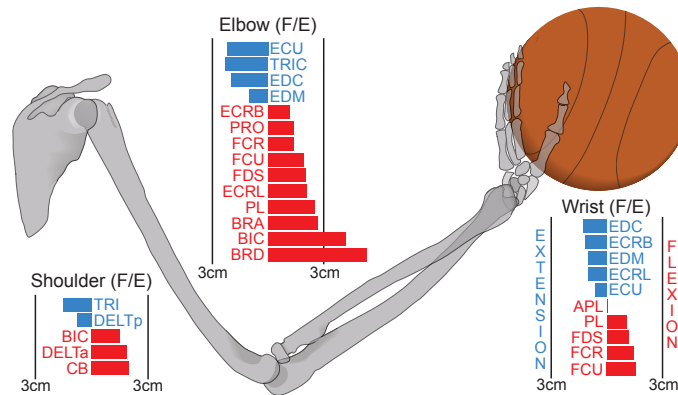 Elbow (F/E)
ECU
TRIC
EDC
EDM
ECRB
PRO
FCR
FCU
FDS
ECRL
PL
BRA
BIC
BRD
3cm
3cm
Shoulder (F/E)
TRI
DELTp
BIC
DELTa
CB
3cm
3cm
Wrist (F/E)
EXTENSION
FLEXION
EDC
ECRB
EDM
ECRL
ECU
APL
PL
FDS
FCR
FCU
3cm
3cm